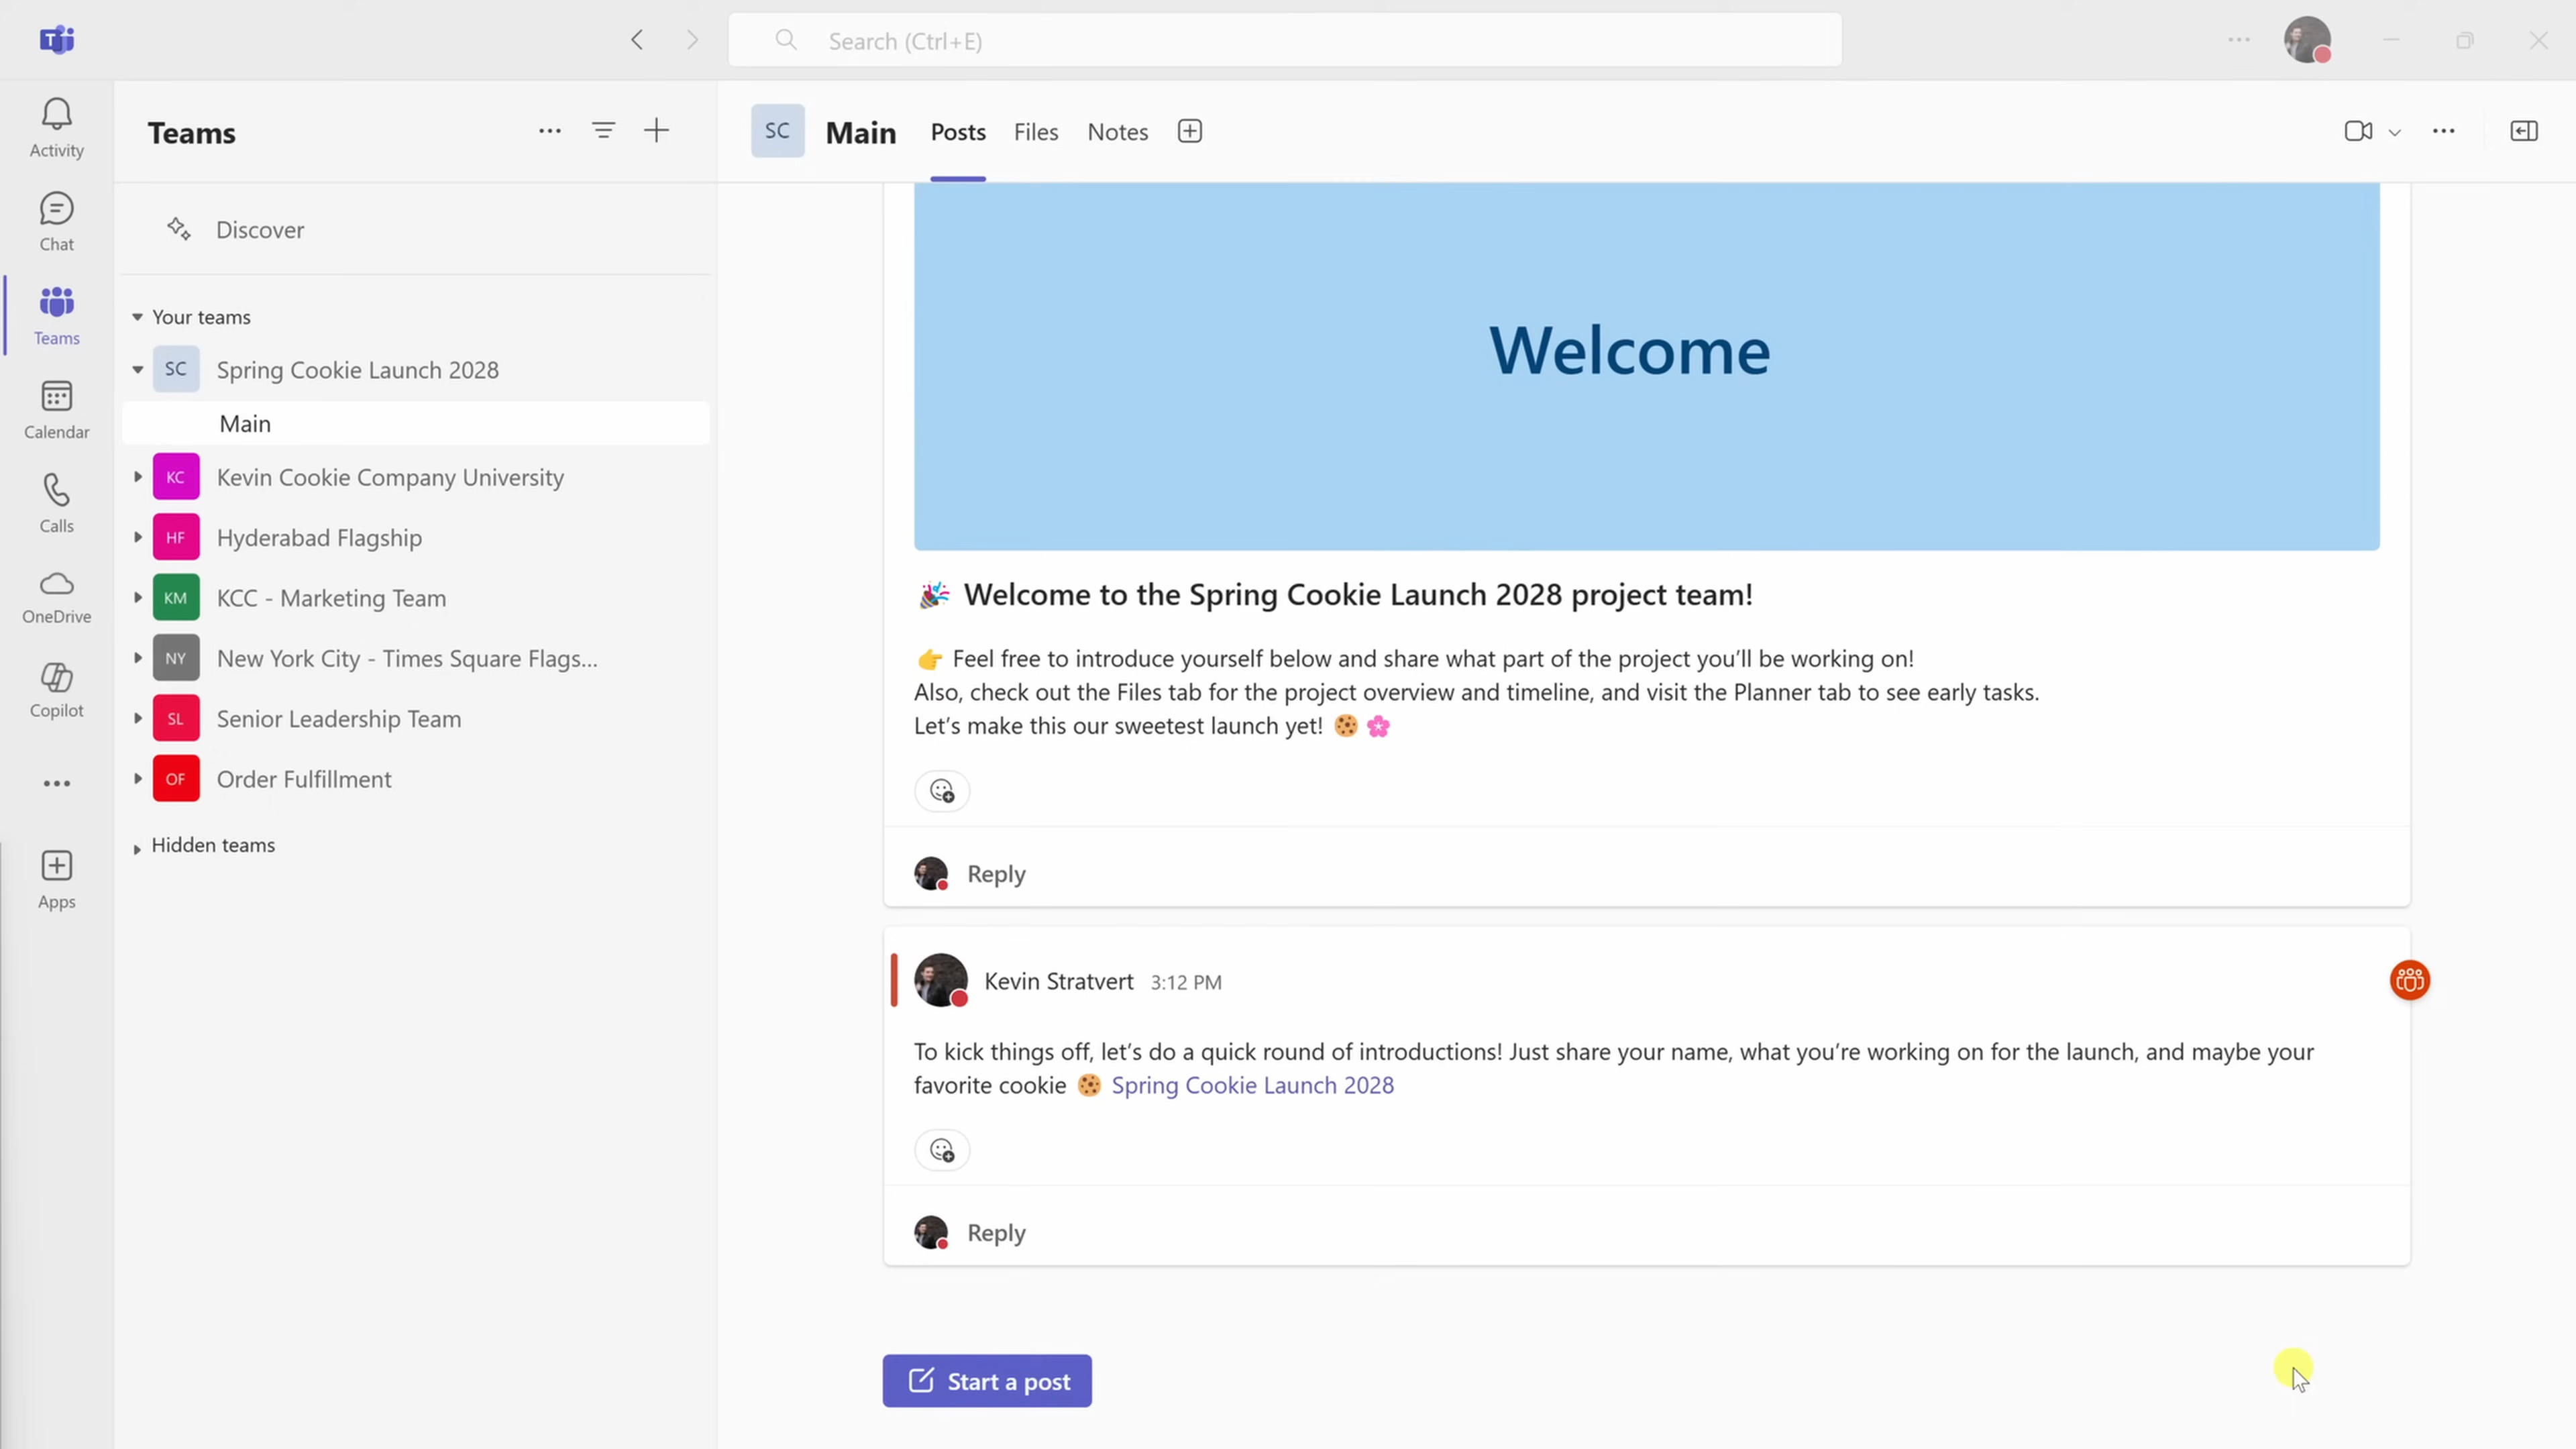 Search (Ctrl+E)
Activity
Chat
Teams
Calendar
Calls
OneDrive
Copilot
Apps
Teams
Discover
Your teams
SC Spring Cookie Launch 2028
Main
KC Kevin Cookie Company University
HF Hyderabad Flagship
KM KCC - Marketing Team
NY New York City - Times Square Flags...
SL Senior Leadership Team
OF Order Fulfillment
Hidden teams
SC Main Posts Files Notes
Welcome
🎉 Welcome to the Spring Cookie Launch 2028 project team!
👉 Feel free to introduce yourself below and share what part of the project you’ll be working on!
Also, check out the Files tab for the project overview and timeline, and visit the Planner tab to see early tasks.
Let’s make this our sweetest launch yet! 🍪 🌸
Reply
Kevin Stratvert 3:12 PM
To kick things off, let’s do a quick round of introductions! Just share your name, what you’re working on for the launch, and maybe your
favorite cookie 🍪 Spring Cookie Launch 2028
Reply
Start a post